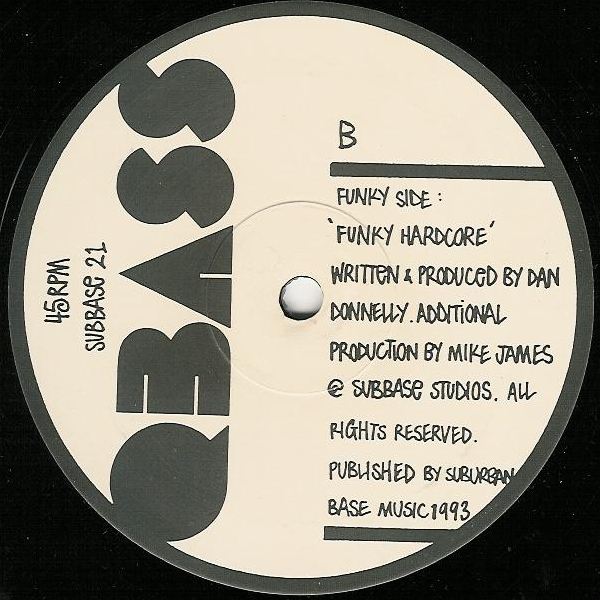 45RPM
SUBBASE 21
QBASS
B
FUNKY SIDE:
'FUNKY HARDCORE'
WRITTEN & PRODUCED BY DAN
DONNELLY. ADDITIONAL
PRODUCTION BY MIKE JAMES
@ SUBBASE STUDIOS. ALL
RIGHTS RESERVED.
PUBLISHED BY SUBURBAN
BASE MUSIC 1993